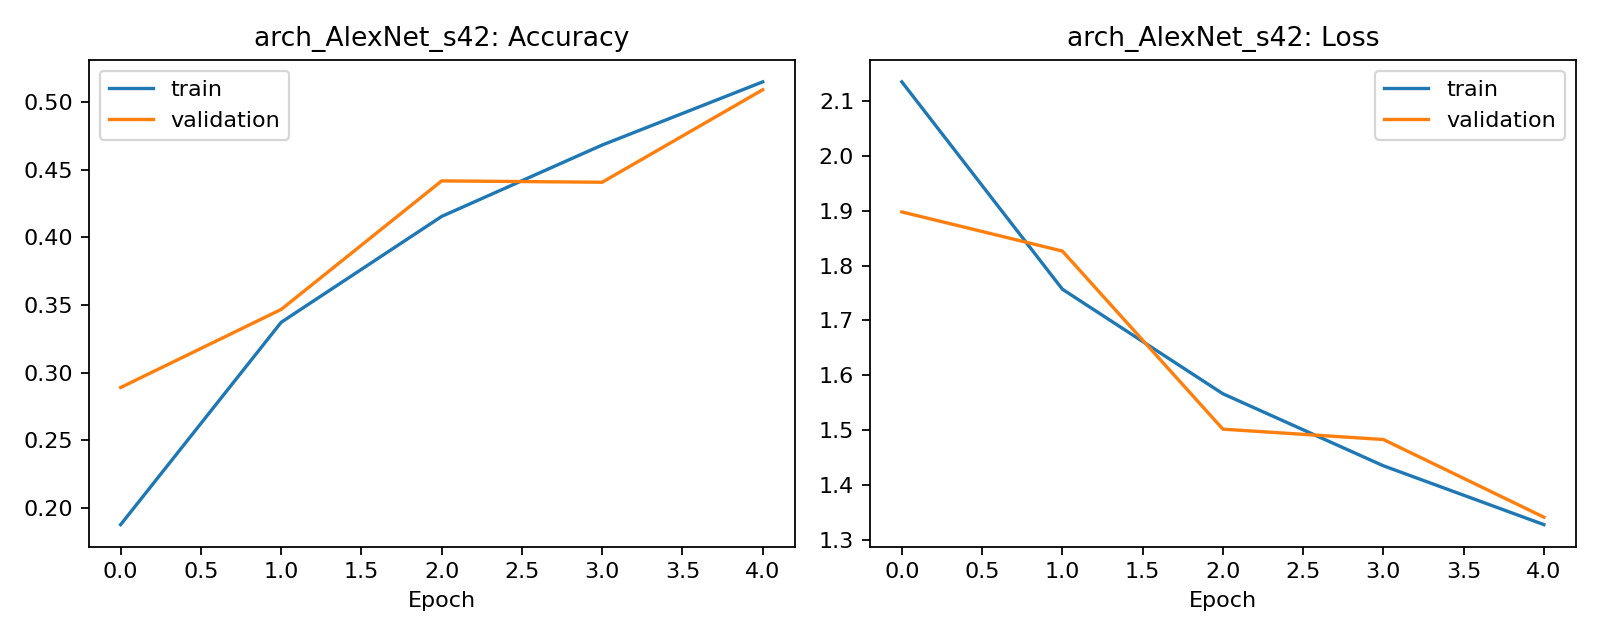 arch_AlexNet_s42: Accuracy
train
validation
0.50
0.45
0.40
0.35
0.30
0.25
0.20
0.0 0.5 1.0 1.5 2.0 2.5 3.0 3.5 4.0
Epoch
arch_AlexNet_s42: Loss
train
validation
2.1
2.0
1.9
1.8
1.7
1.6
1.5
1.4
1.3
0.0 0.5 1.0 1.5 2.0 2.5 3.0 3.5 4.0
Epoch